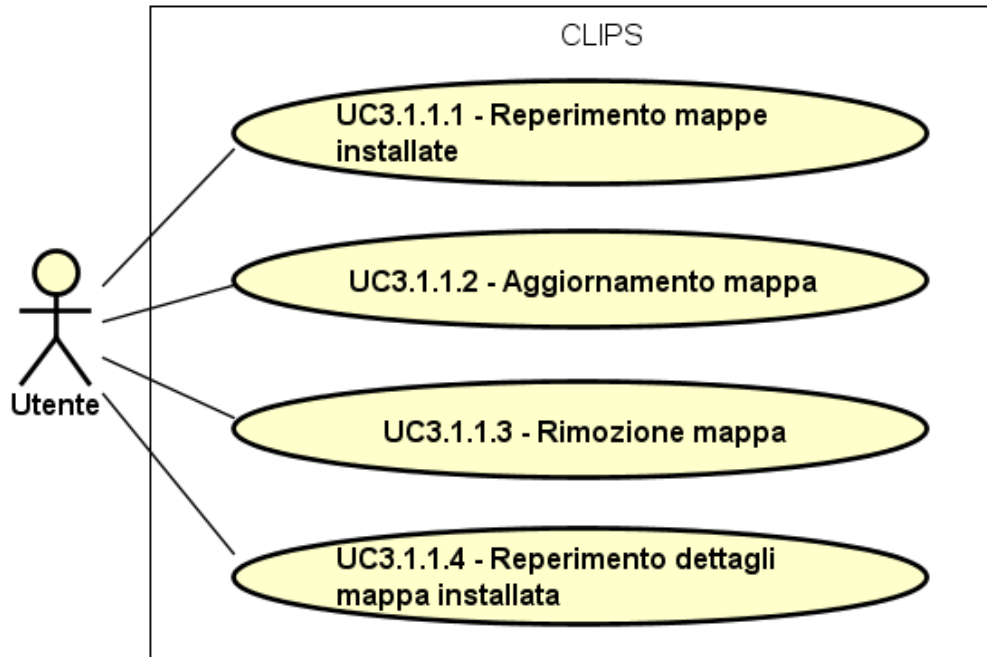 CLIPS
UC3.1.1.1 - Reperimento mappe
installate
UC3.1.1.2 - Aggiornamento mappa
UC3.1.1.3 - Rimozione mappa
Utente
UC3.1.1.4 - Reperimento dettagli
mappa installata